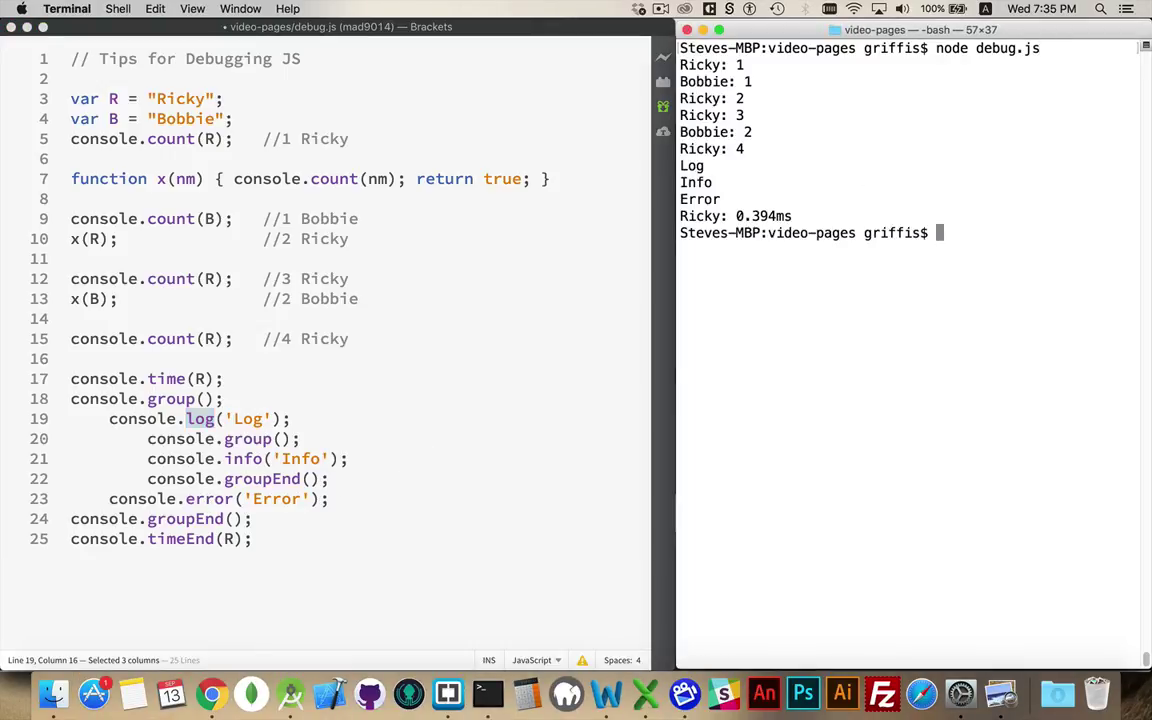 Terminal Shell Edit View Window Help 100% Wed 7:35 PM
• video-pages/debug.js (mad9014) — Brackets
1 // Tips for Debugging JS
2
3 var R = "Ricky";
4 var B = "Bobbie";
5 console.count(R); //1 Ricky
6
7 function x(nm) { console.count(nm); return true; }
8
9 console.count(B); //1 Bobbie
10 x(R); //2 Ricky
11
12 console.count(R); //3 Ricky
13 x(B); //2 Bobbie
14
15 console.count(R); //4 Ricky
16
17 console.time(R);
18 console.group();
19 console.log('Log');
20 console.group();
21 console.info('Info');
22 console.groupEnd();
23 console.error('Error');
24 console.groupEnd();
25 console.timeEnd(R);
Line 19, Column 16 — Selected 3 columns — 25 Lines INS JavaScript Spaces: 4
video-pages — -bash — 57×37
Steves-MBP:video-pages griffis$ node debug.js
Ricky: 1
Bobbie: 1
Ricky: 2
Ricky: 3
Bobbie: 2
Ricky: 4
Log
Info
Error
Ricky: 0.394ms
Steves-MBP:video-pages griffis$
1 SEP 13 An Ps Ai Fz